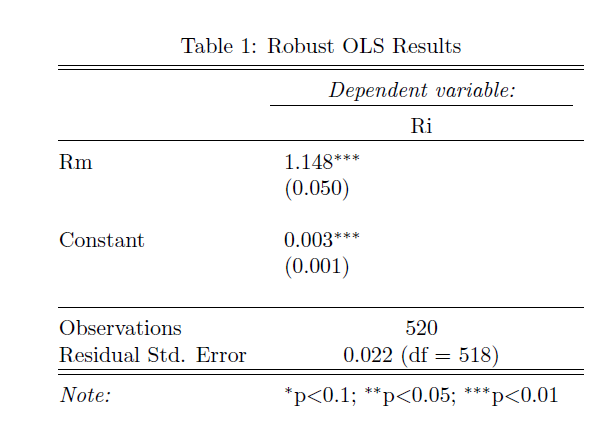 Table 1: Robust OLS Results
Dependent variable:
Ri
Rm 1.148***
(0.050)
Constant 0.003***
(0.001)
Observations 520
Residual Std. Error 0.022 (df = 518)
Note: *p<0.1; **p<0.05; ***p<0.01